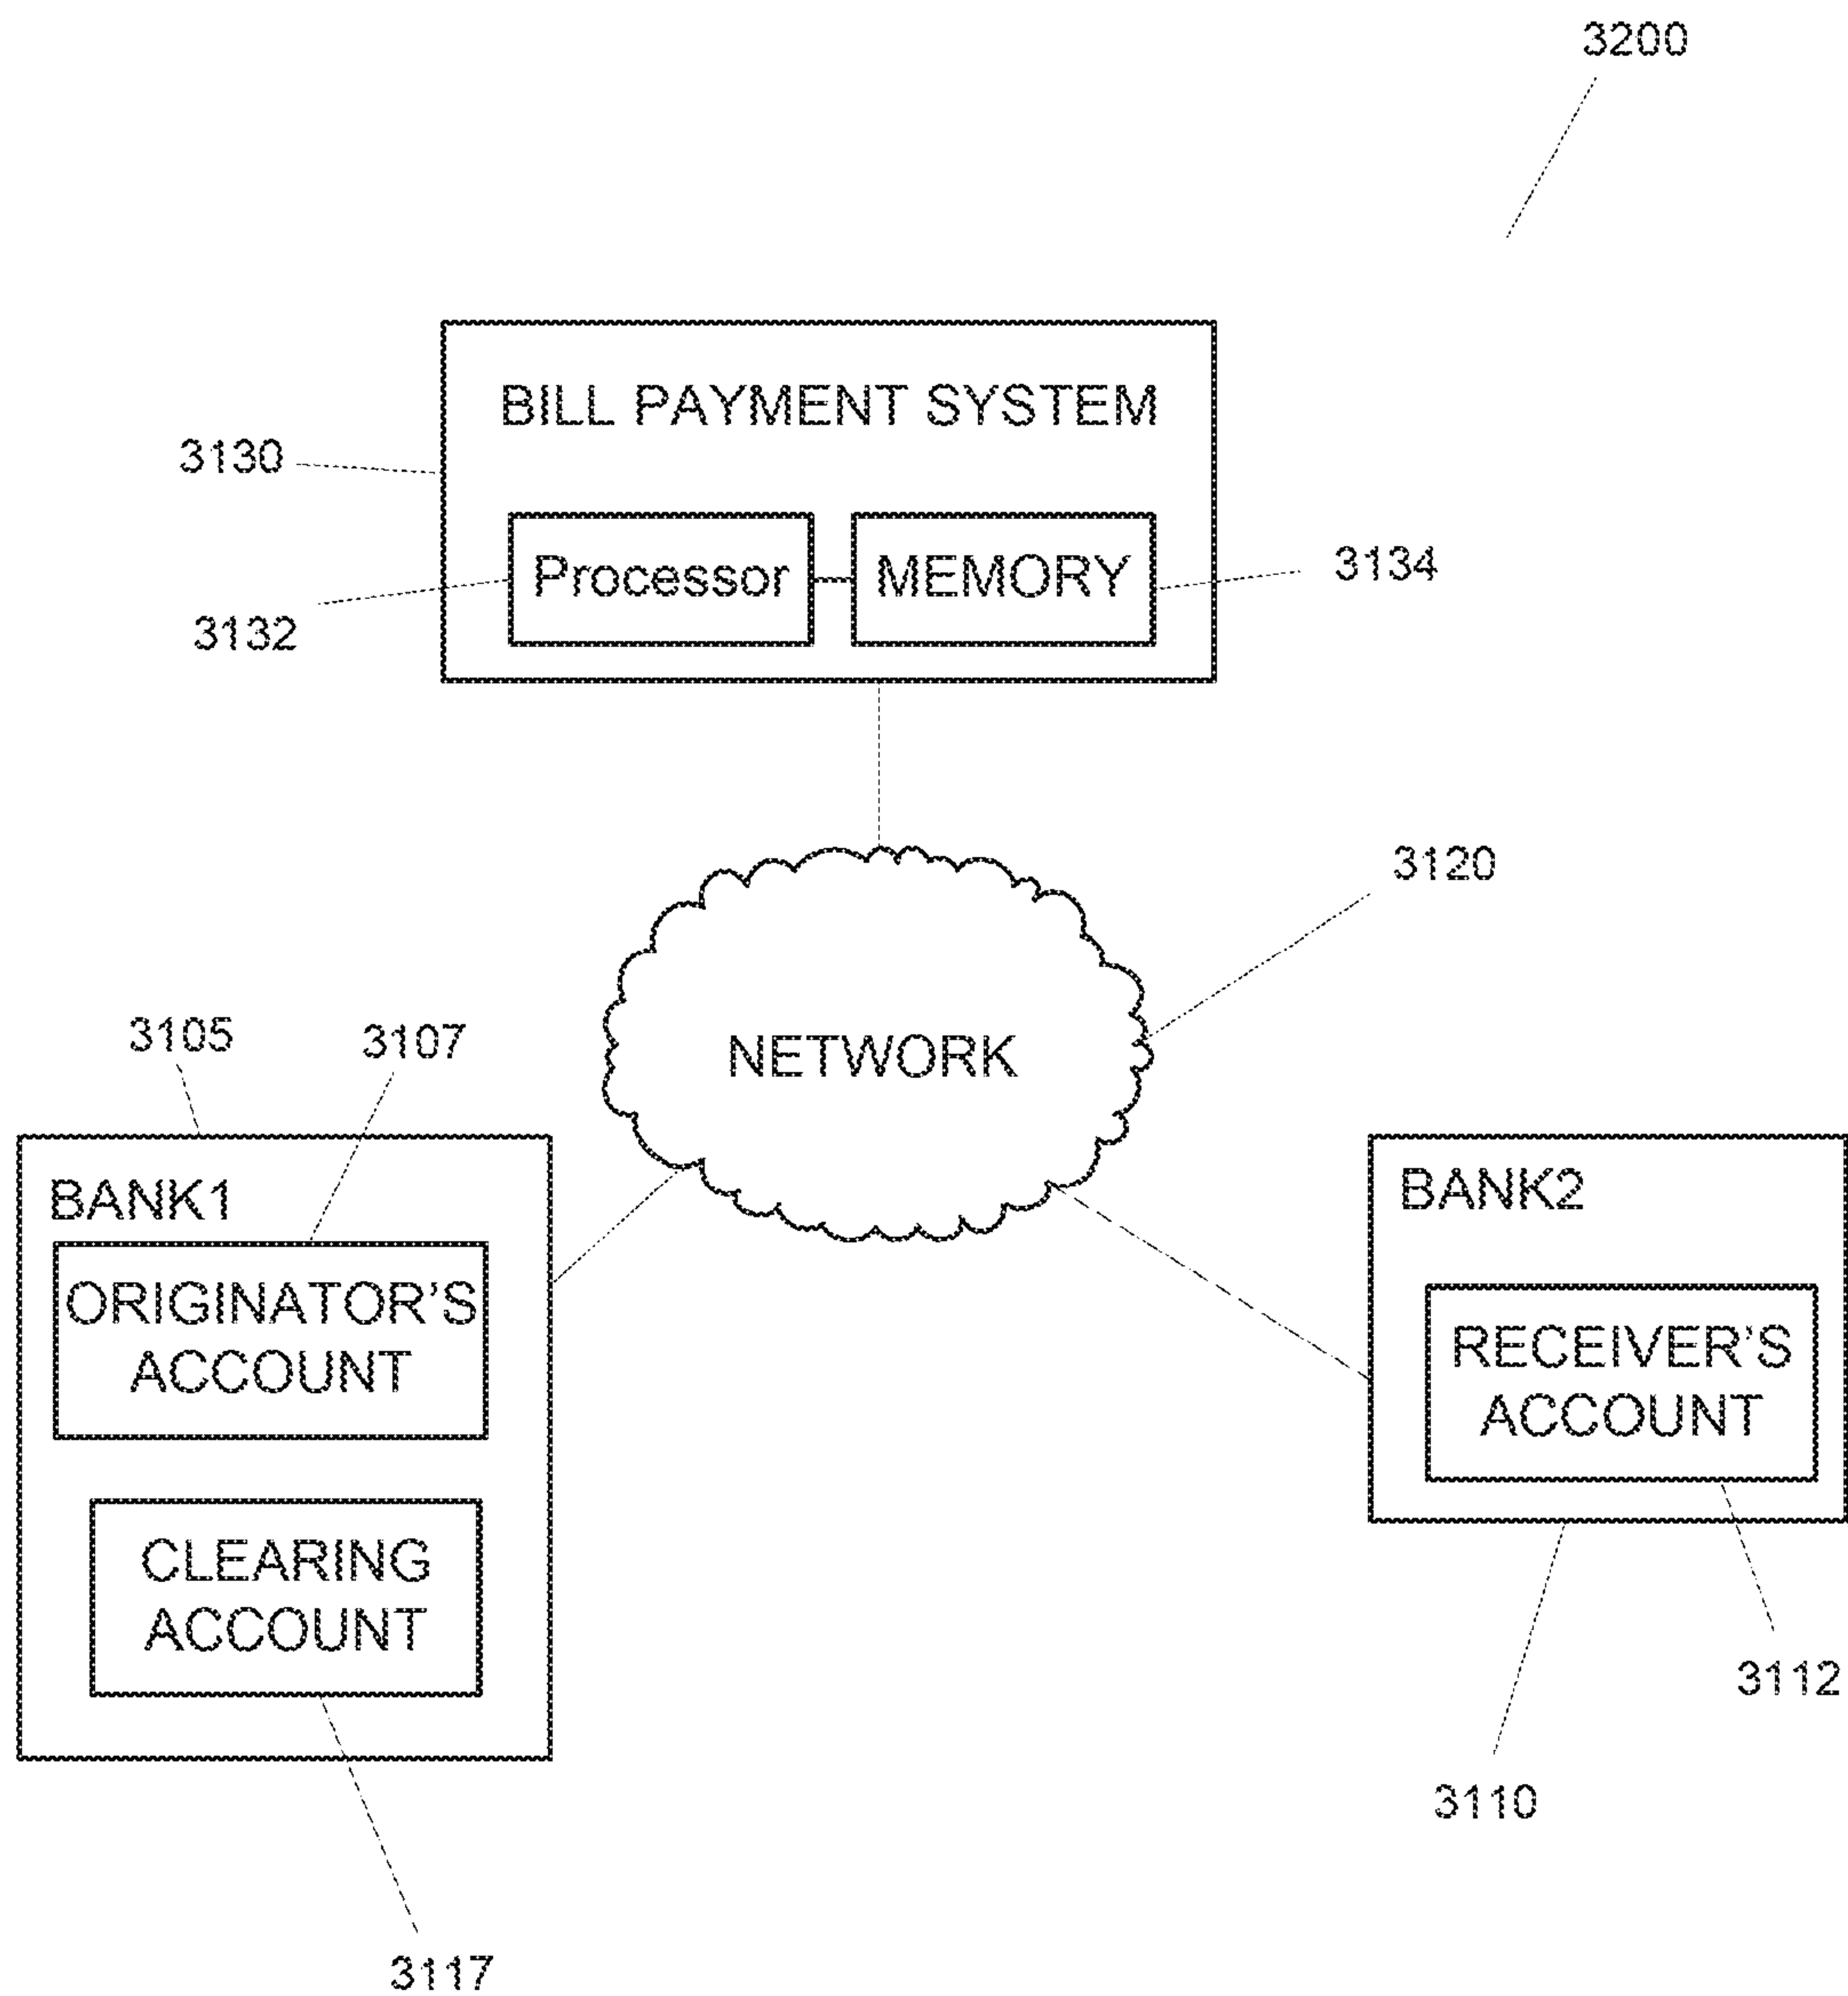 3200
BILL PAYMENT SYSTEM
3130
Processor
MEMORY
3134
3132
3120
NETWORK
3105
3107
BANK1
ORIGINATOR'S
ACCOUNT
CLEARING
ACCOUNT
3117
BANK2
RECEIVER'S
ACCOUNT
3112
3110